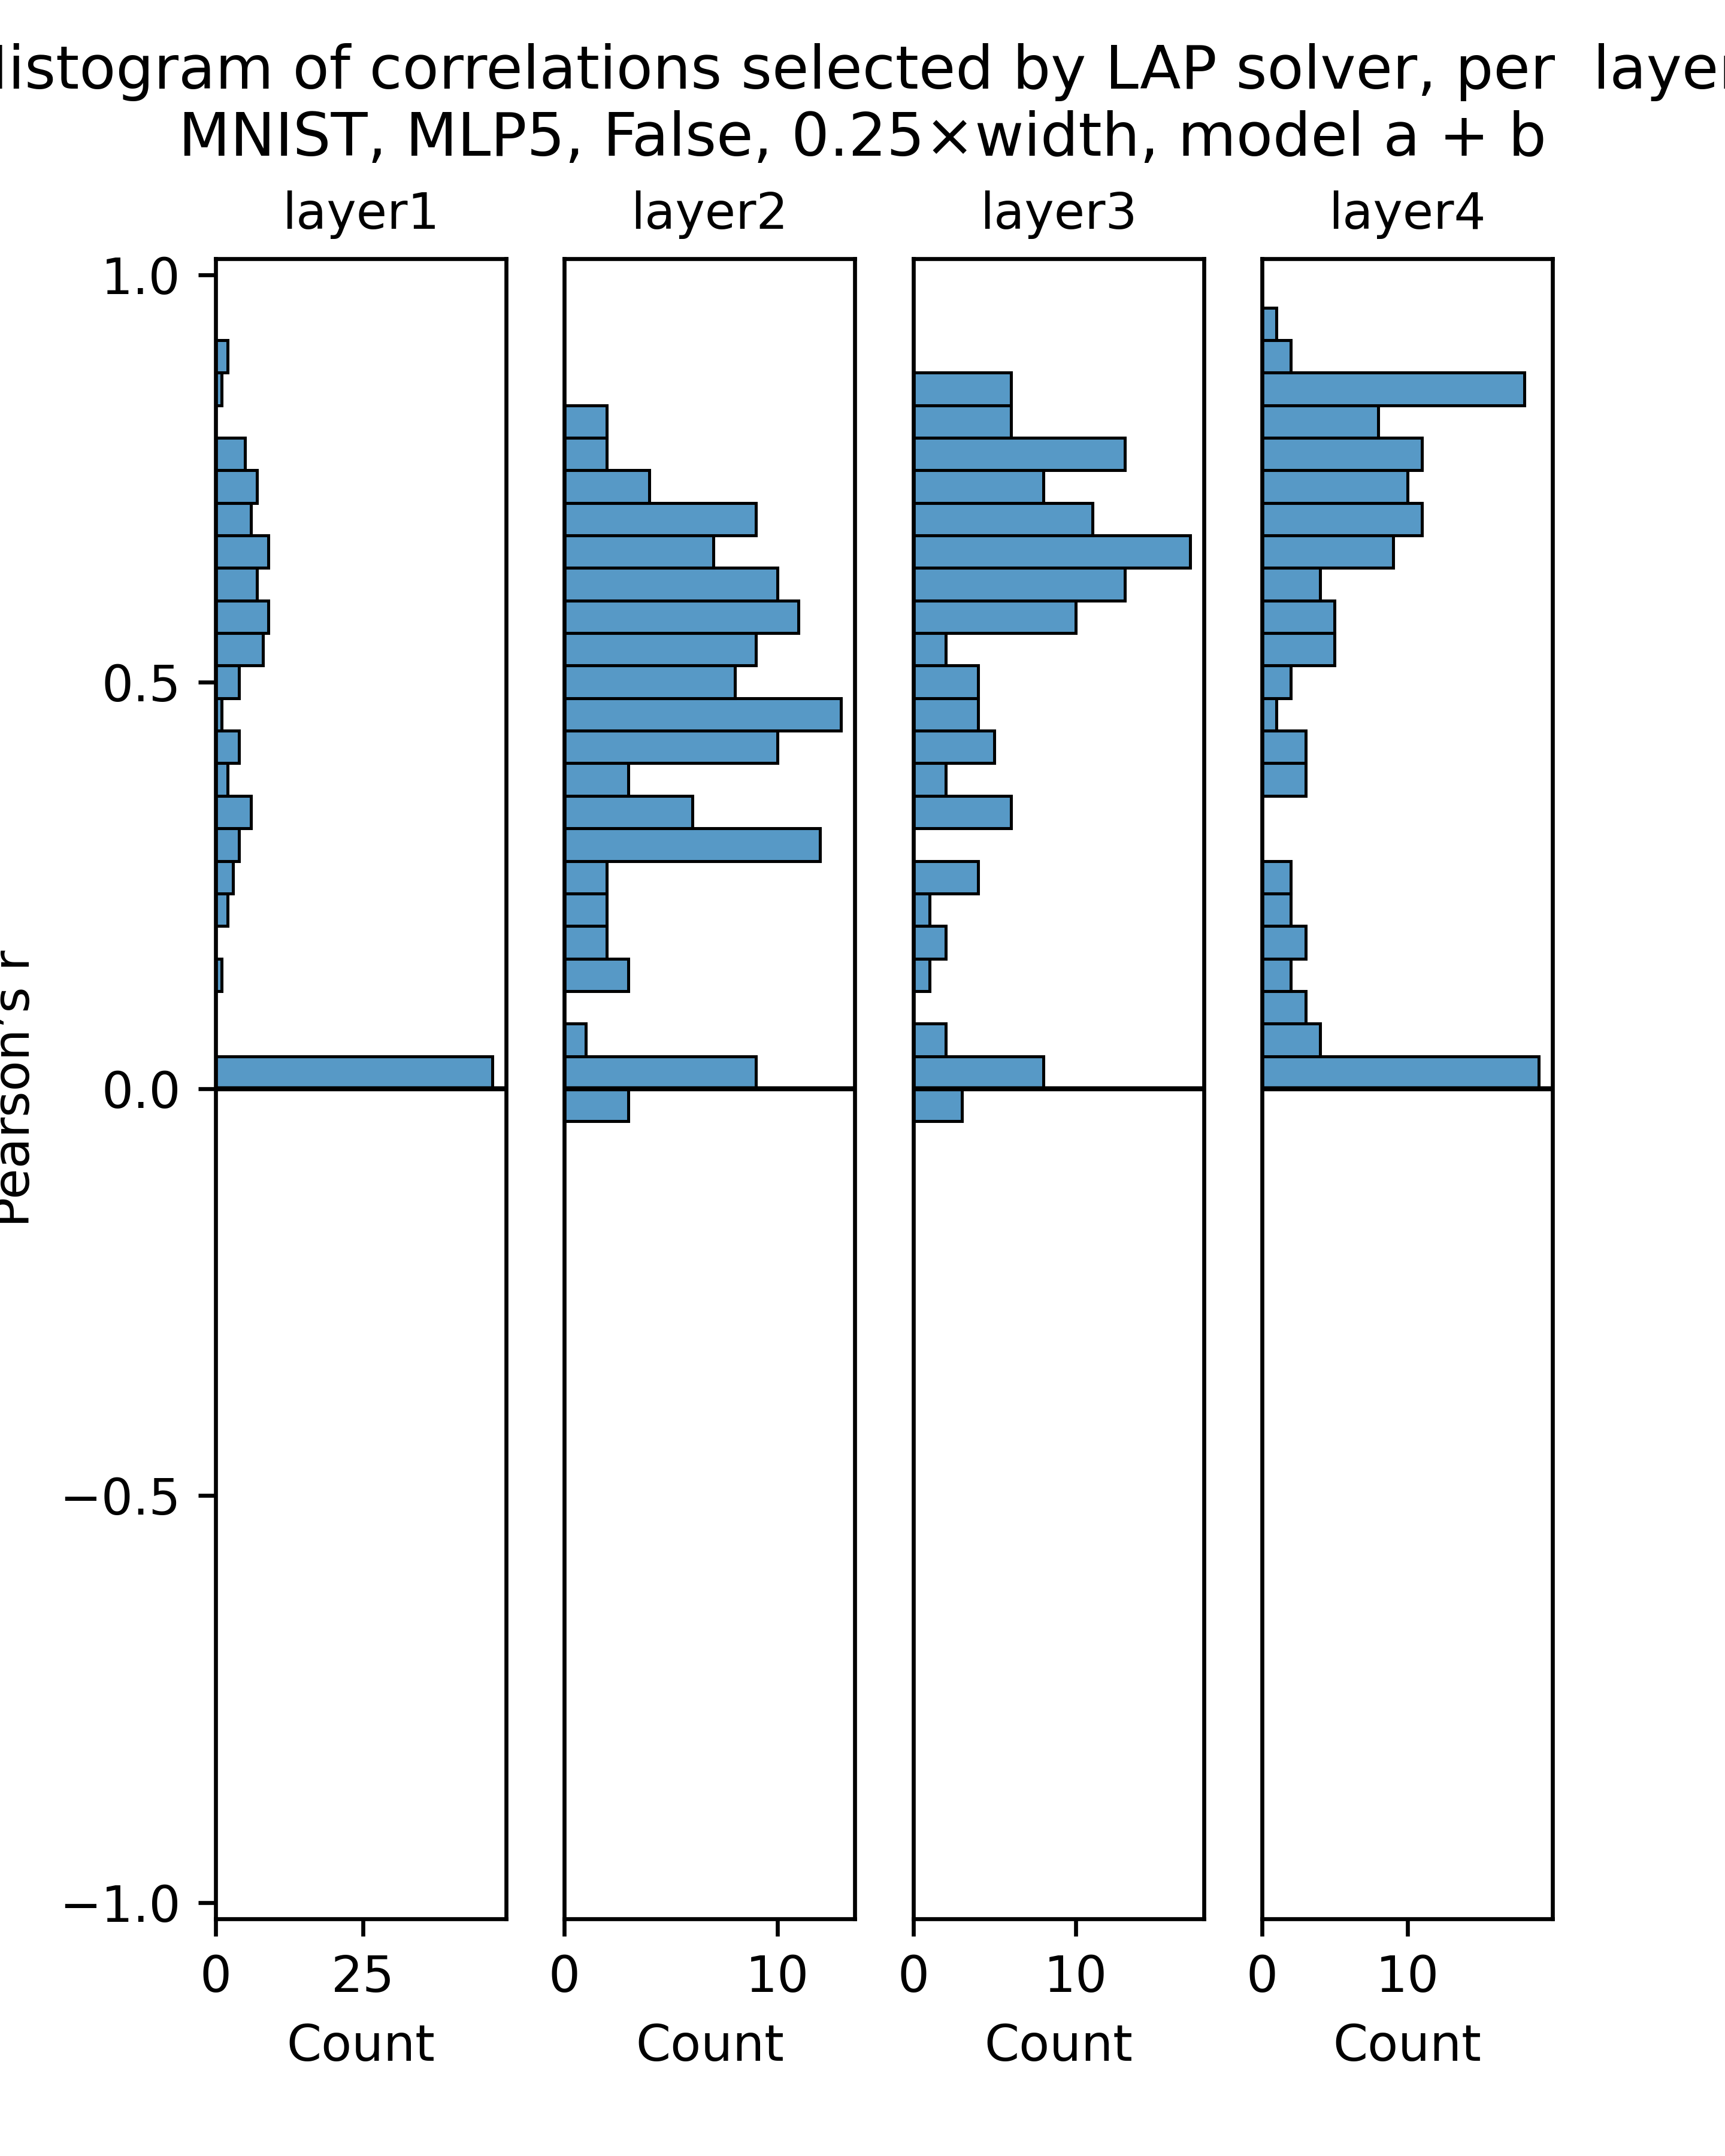 istogram of correlations selected by LAP solver, per layer
MNIST, MLP5, False, 0.25×width, model a + b
layer1 layer2 layer3 layer4
1.0
0.5
0.0
−0.5
−1.0
Pearson’s r
0 25 0 10 0 10 0 10
Count Count Count Count